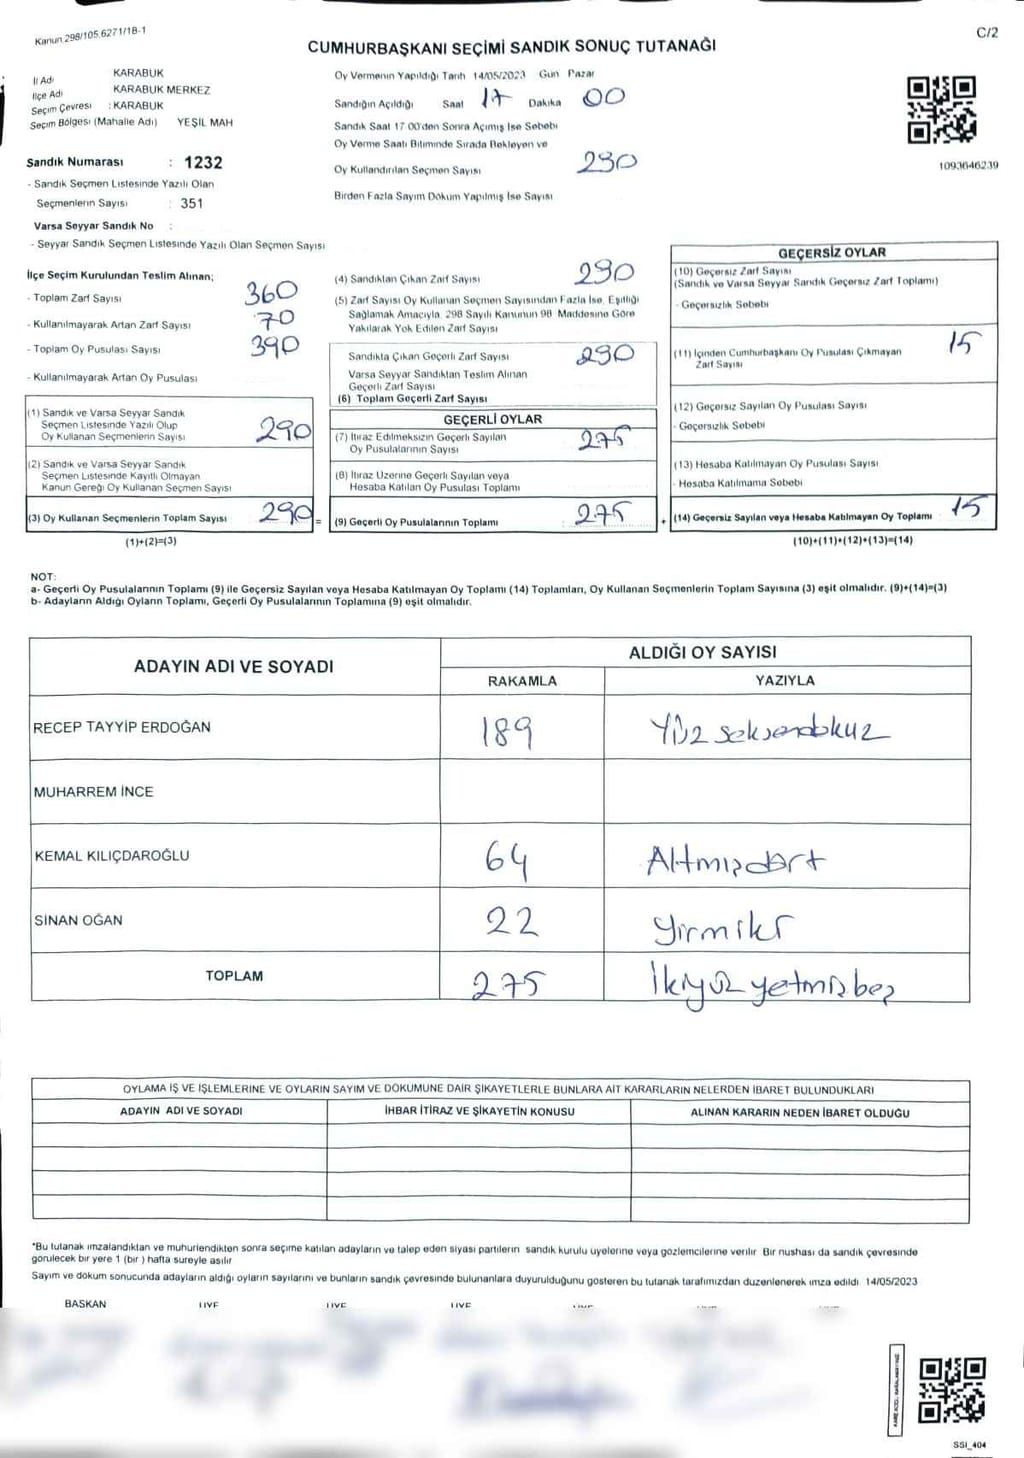 Kanun 298/105,6271/18-1
C/2
CUMHURBAŞKANI SEÇİMİ SANDIK SONUÇ TUTANAĞI
İl Adı KARABÜK
İlçe Adı KARABÜK MERKEZ
Seçim Çevresi : KARABÜK
Seçim Bölgesi (Mahalle Adı) YEŞİL MAH
Sandık Numarası : 1232
- Sandık Seçmen Listesinde Yazılı Olan
Seçmenlerin Sayısı : 351
Varsa Seyyar Sandık No :
- Seyyar Sandık Seçmen Listesinde Yazılı Olan Seçmen Sayısı
Oy Vermenin Yapıldığı Tarih 14/05/2023 Gün Pazar
Sandığın Açıldığı Saat 17 Dakika 00
Sandık Saat 17 00'den Sonra Açımış İse Sebebi
Oy Verme Saati Bitiminde Sırada Bekleyen ve
Oy Kullandırılan Seçmen Sayısı 290
Birden Fazla Sayım Döküm Yapılmış İse Sayısı
1093646239
İlçe Seçim Kurulundan Teslim Alınan;
- Toplam Zarf Sayısı 360
- Kullanılmayarak Artan Zarf Sayısı 70
- Toplam Oy Pusulası Sayısı 390
- Kullanılmayarak Artan Oy Pusulası
(1) Sandık ve Varsa Seyyar Sandık
Seçmen Listesinde Yazılı Olup
Oy Kullanan Seçmenlerin Sayısı 290
(2) Sandık ve Varsa Seyyar Sandık
Seçmen Listesinde Kayıtlı Olmayan
Kanun Gereği Oy Kullanan Seçmen Sayısı
(3) Oy Kullanan Seçmenlerin Toplam Sayısı 290 =
(1)+(2)=(3)
(4) Sandıktan Çıkan Zarf Sayısı 290
(5) Zarf Sayısı Oy Kullanan Seçmen Sayısından Fazla İse, Eşitliği
Sağlamak Amacıyla, 298 Sayılı Kanunun 98 Maddesine Göre
Yakılarak Yok Edilen Zarf Sayısı
Sandıkta Çıkan Geçerli Zarf Sayısı 290
Varsa Seyyar Sandıktan Teslim Alınan
Geçerli Zarf Sayısı
(6) Toplam Geçerli Zarf Sayısı
GEÇERLİ OYLAR
(7) İtiraz Edilmeksizin Geçerli Sayılan
Oy Pusulalarının Sayısı 275
(8) İtiraz Üzerine Geçerli Sayılan veya
Hesaba Katılan Oy Pusulası Toplamı
(9) Geçerli Oy Pusulalarının Toplamı 275 +
GEÇERSİZ OYLAR
(10) Geçersiz Zarf Sayısı
(Sandık ve Varsa Seyyar Sandık Geçersiz Zarf Toplamı)
- Geçersizlik Sebebi
(11) İçinden Cumhurbaşkanı Oy Pusulası Çıkmayan
Zarf Sayısı 15
(12) Geçersiz Sayılan Oy Pusulası Sayısı
- Geçersizlik Sebebi
(13) Hesaba Katılmayan Oy Pusulası Sayısı
- Hesaba Katılmama Sebebi
(14) Geçersiz Sayılan veya Hesaba Katılmayan Oy Toplamı 15
(10)+(11)+(12)+(13)=(14)
NOT:
a- Geçerli Oy Pusulalarının Toplamı (9) ile Geçersiz Sayılan veya Hesaba Katılmayan Oy Toplamı (14) Toplamları, Oy Kullanan Seçmenlerin Toplam Sayısına (3) eşit olmalıdır. (9)+(14)=(3)
b- Adayların Aldığı Oyların Toplamı, Geçerli Oy Pusulalarının Toplamına (9) eşit olmalıdır.
ADAYIN ADI VE SOYADI ALDIĞI OY SAYISI
RAKAMLA YAZIYLA
RECEP TAYYİP ERDOĞAN 189 Yüz seksendokuz
MUHARREM İNCE
KEMAL KILIÇDAROĞLU 64 Altmışdört
SİNAN OĞAN 22 Yirmiki
TOPLAM 275 İkiyüz yetmiş beş
OYLAMA İŞ VE İŞLEMLERİNE VE OYLARIN SAYIM VE DÖKÜMÜNE DAİR ŞİKAYETLERLE BUNLARA AİT KARARLARIN NELERDEN İBARET BULUNDUKLARI
ADAYIN ADI VE SOYADI İHBAR İTİRAZ VE ŞİKAYETİN KONUSU ALINAN KARARIN NEDEN İBARET OLDUĞU
*Bu tutanak imzalandıktan ve mühürlendikten sonra seçime katılan adayların ve talep eden siyasi partilerin sandık kurulu üyelerine veya gözlemcilerine verilir Bir nüshası da sandık çevresinde
görülecek bir yere 1 (bir) hafta süreyle asılır
Sayım ve döküm sonucunda adayların aldığı oyların sayılarını ve bunların sandık çevresinde bulunanlara duyurulduğunu gösteren bu tutanak tarafımızdan düzenlenerek imza edildi. 14/05/2023
BAŞKAN ÜYE ÜYE ÜYE
SSI_404